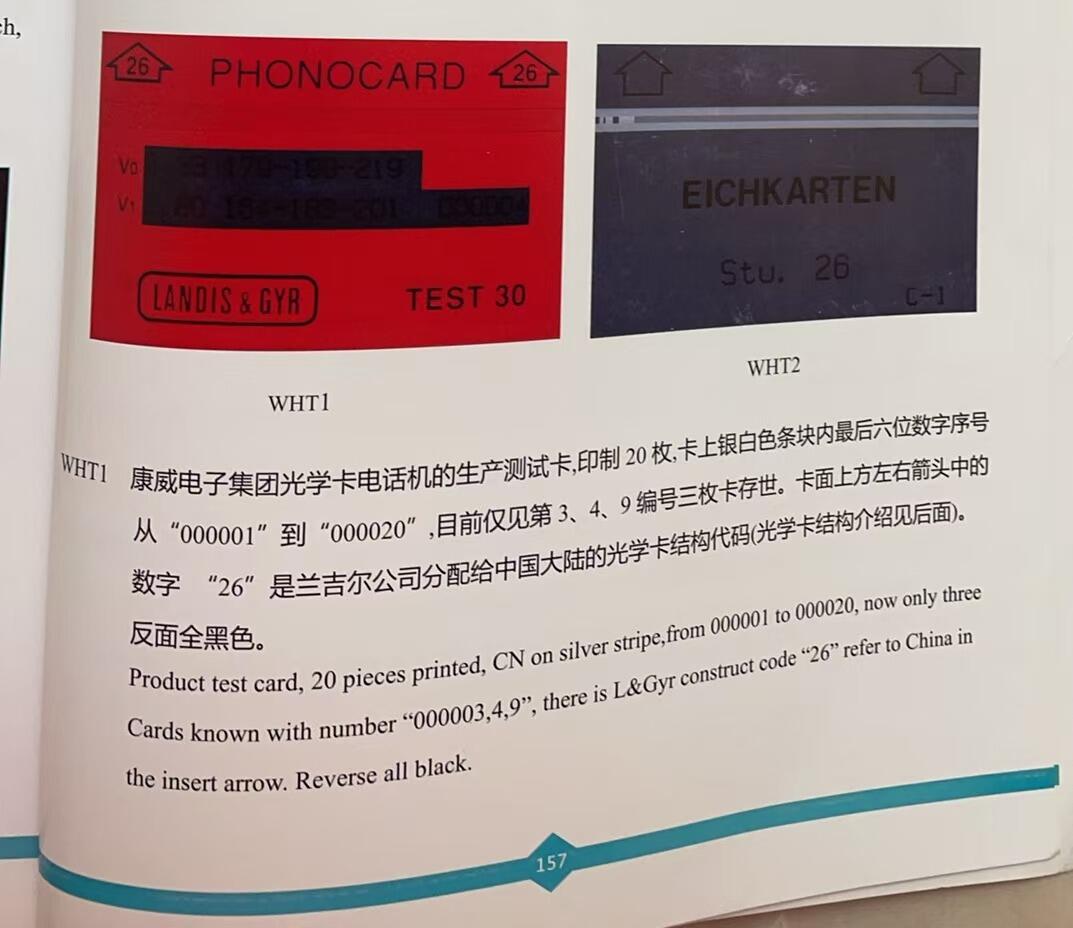 ch,
26 PHONOCARD 26
V₀ 179-190-219
V₁ 000004
LANDIS & GYR TEST 30
EICHKARTEN
Stu. 26
C-1
WHT1
WHT2
WHT1 康威电子集团光学卡电话机的生产测试卡,印制20枚,卡上银白色条块内最后六位数字序号
从“000001”到“000020”,目前仅见第3、4、9编号三枚卡存世。卡面上方左右箭头中的
数字 “26”是兰吉尔公司分配给中国大陆的光学卡结构代码(光学卡结构介绍见后面)。
反面全黑色。
Product test card, 20 pieces printed, CN on silver stripe,from 000001 to 000020, now only three
Cards known with number “000003,4,9”, there is L&Gyr construct code “26” refer to China in
the insert arrow. Reverse all black.
157